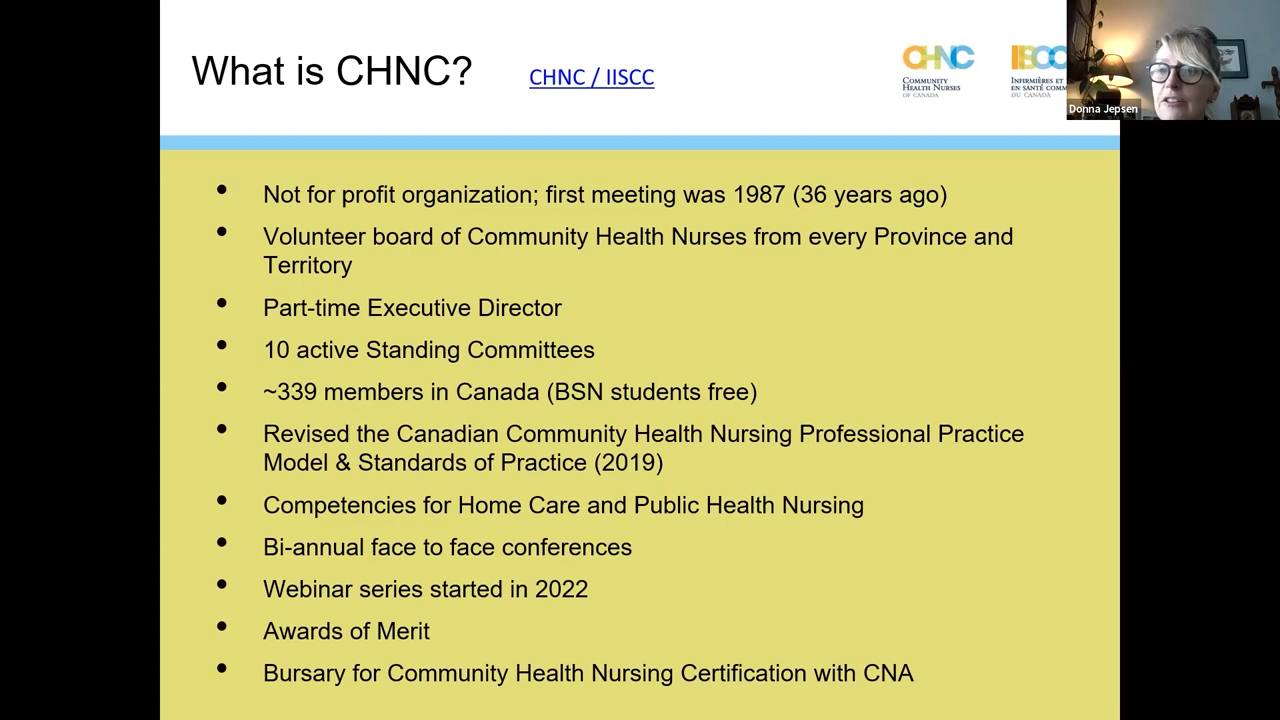 What is CHNC?
CHNC / IISCC
CHNC
COMMUNITY
HEALTH NURSES
OF CANADA
INFIRMIÈRES ET
EN SANTÉ COMM
DU CANADA
Donna Jepsen
• Not for profit organization; first meeting was 1987 (36 years ago)
• Volunteer board of Community Health Nurses from every Province and
Territory
• Part-time Executive Director
• 10 active Standing Committees
• ~339 members in Canada (BSN students free)
• Revised the Canadian Community Health Nursing Professional Practice
Model & Standards of Practice (2019)
• Competencies for Home Care and Public Health Nursing
• Bi-annual face to face conferences
• Webinar series started in 2022
• Awards of Merit
• Bursary for Community Health Nursing Certification with CNA